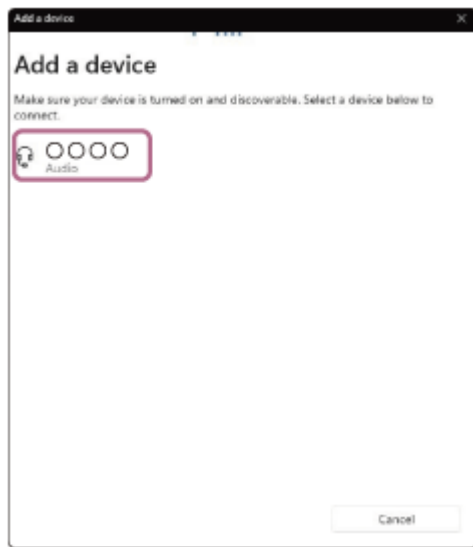 Add a device
Add a device
Make sure your device is turned on and discoverable. Select a device below to
connect.
OOOO
Audio
Cancel